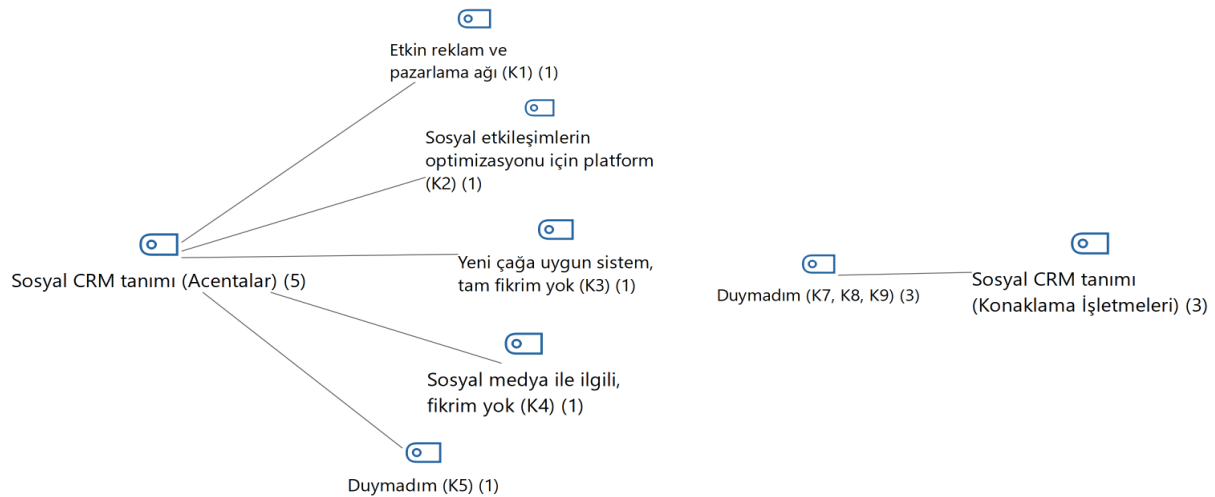 Etkin reklam ve
pazarlama ağı (K1) (1)
Sosyal etkileşimlerin
optimizasyonu için platform
(K2) (1)
Yeni çağa uygun sistem,
tam fikrim yok (K3) (1)
Sosyal CRM tanımı (Acentalar) (5)
Sosyal medya ile ilgili,
fikrim yok (K4) (1)
Duymadım (K5) (1)
Duymadım (K7, K8, K9) (3)
Sosyal CRM tanımı
(Konaklama İşletmeleri) (3)